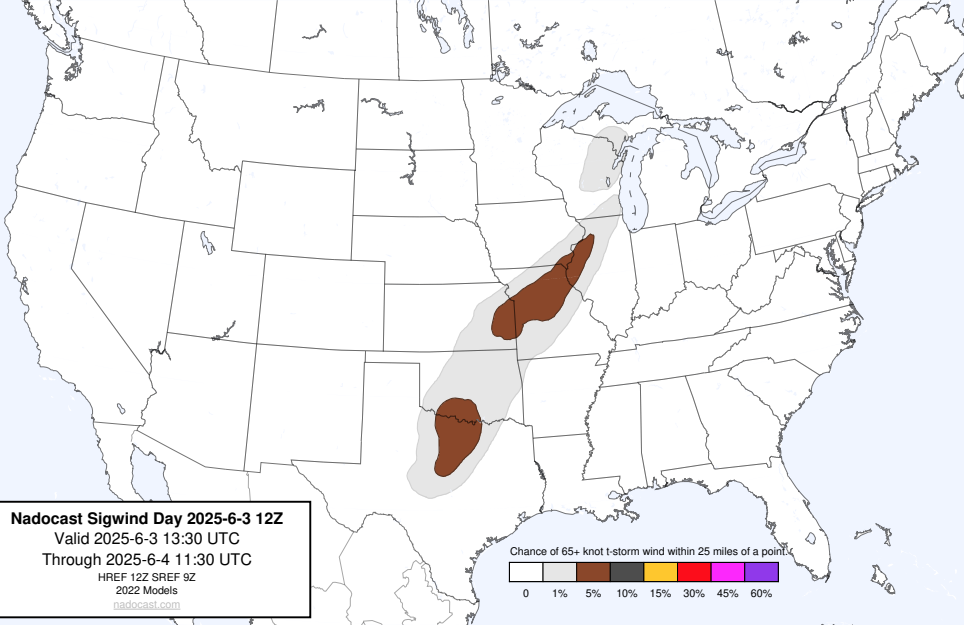 Nadocast Sigwind Day 2025-6-3 12Z
Valid 2025-6-3 13:30 UTC
Through 2025-6-4 11:30 UTC
HREF 12Z SREF 9Z
2022 Models
nadocast.com
Chance of 65+ knot t-storm wind within 25 miles of a point.
0 1% 5% 10% 15% 30% 45% 60%